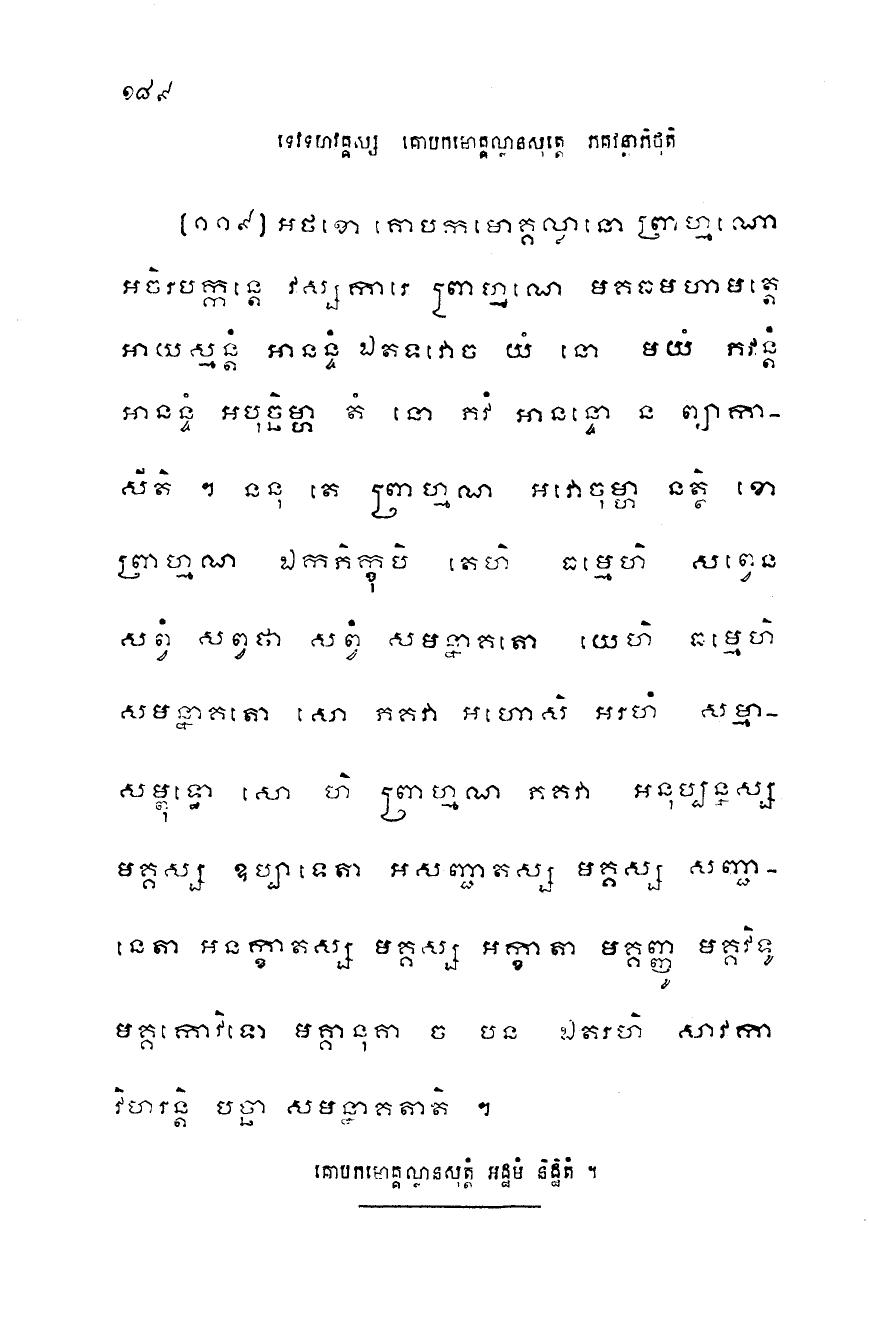 ១៨៩
ទេវទហវគ្គស្ស គោបកមោគ្គល្លានសុត្តេ ភគវន្នាភិថុតិ
[១១៩] អថខោ គោបកមោគ្គល្លានោ ព្រាហ្មណោ
អចិរបក្កន្តេ វស្សការេ ព្រាហ្មណេ មគធមហាមត្តេ
អាយស្មន្តំ អានន្ទំ ឯតទវោច យំ នោ មយំ ភវន្តំ
អានន្ទំ អបុច្ឆិម្ហា តំ នោ ភវំ អានន្ទោ ន ព្យាកា-
សីតិ ។ ននុ តេ ព្រាហ្មណ អវោចុម្ហា នត្ថិ ខោ
ព្រាហ្មណ ឯកភិក្ខុបិ តេហិ ធម្មេហិ សព្វេន
សព្វំ សព្វថា សព្វំ សមន្នាគតោ យេហិ ធម្មេហិ
សមន្នាគតោ សោ ភគវា អហោសិ អរហំ សម្មា-
សម្ពុទ្ធោ សោ ហិ ព្រាហ្មណ ភគវា អនុប្បន្នស្ស
មគ្គស្ស ឧប្បាទេតា អសញ្ជាតស្ស មគ្គស្ស សញ្ជា-
នេតា អនក្ខាតស្ស មគ្គស្ស អក្ខាតា មគ្គញ្ញូ មគ្គវិទូ
មគ្គកោវិទោ មគ្គានុគា ច បន ឯតរហិ សាវកា
វិហរន្តិ បច្ឆា សមន្នាគតាតិ ។
គោបកមោគ្គល្លានសុត្តំ អដ្ឋមំ និដ្ឋិតំ ។